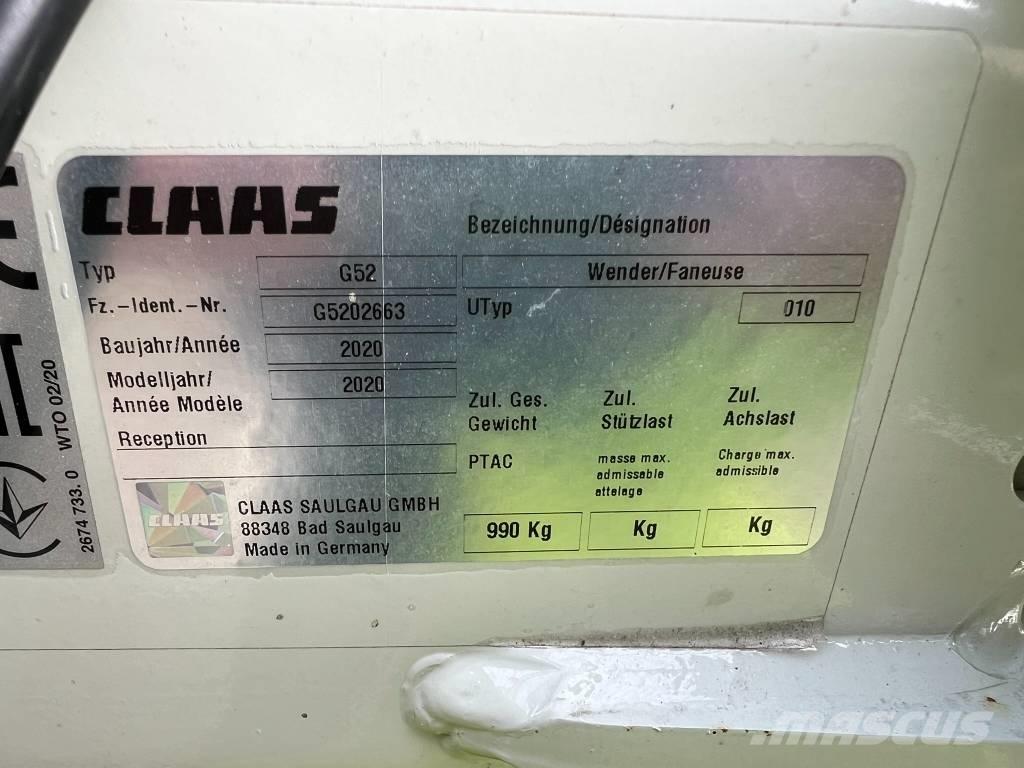 CLAAS
Bezeichnung/Désignation
Typ G52 Wender/Faneuse
Fz.-Ident.-Nr. G5202663 UTyp 010
Baujahr/Année 2020
Modelljahr/ 2020
Année Modèle
Reception
Zul. Ges.
Gewicht
Zul.
Stützlast
Zul.
Achslast
PTAC
masse max.
admissable
attelage
Charge max.
admissible
990 Kg Kg Kg
CLAAS
CLAAS SAULGAU GMBH
88348 Bad Saulgau
Made in Germany
2674 733. 0 WTO 02/20
MASCUS